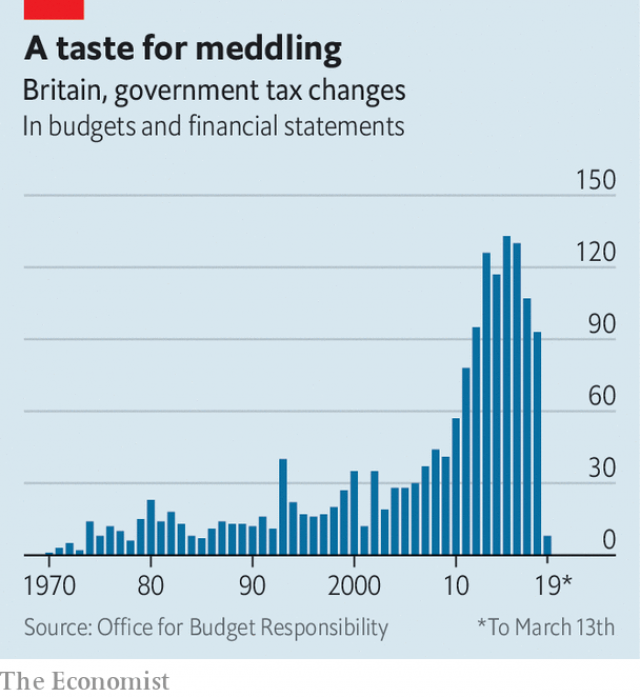 A taste for meddling
Britain, government tax changes
In budgets and financial statements
150
120
90
60
30
0
1970 80 90 2000 10 19*
Source: Office for Budget Responsibility *To March 13th
The Economist